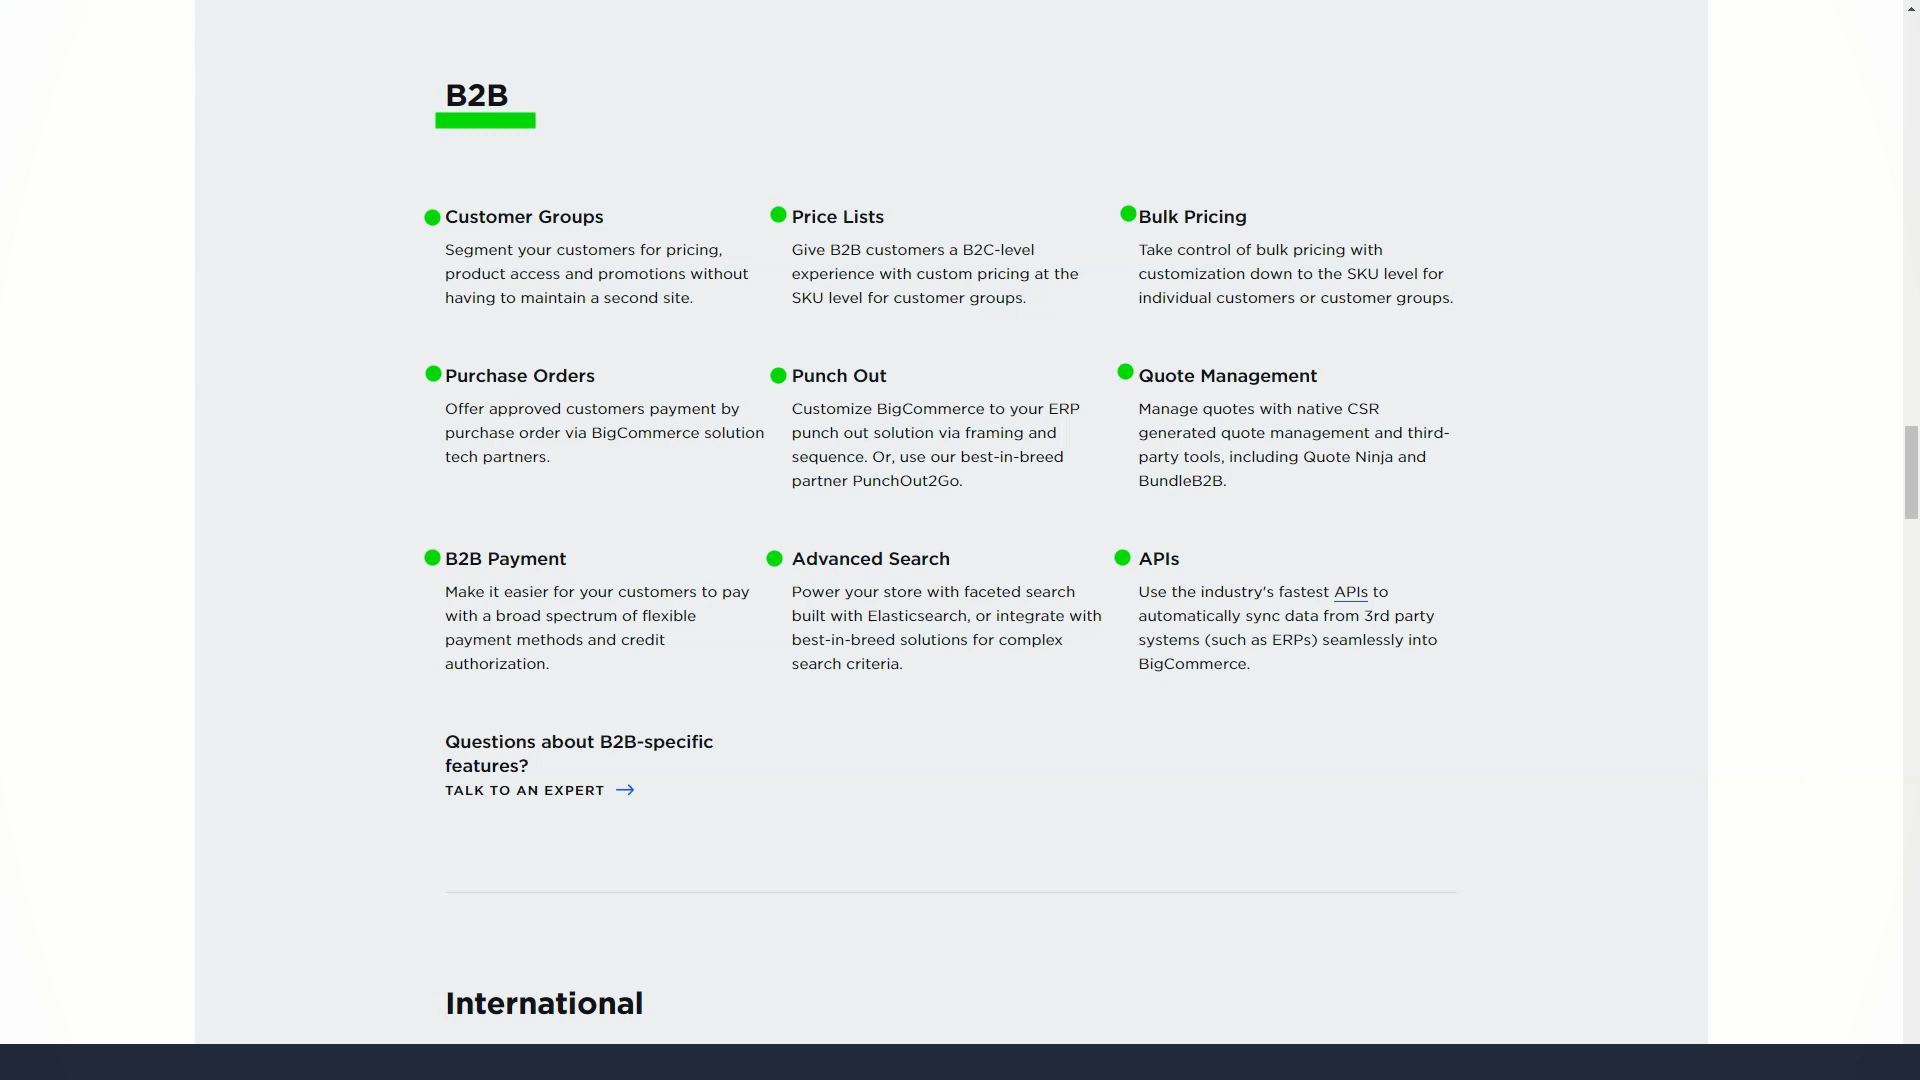 B2B
Customer Groups
Segment your customers for pricing,
product access and promotions without
having to maintain a second site.
Price Lists
Give B2B customers a B2C-level
experience with custom pricing at the
SKU level for customer groups.
Bulk Pricing
Take control of bulk pricing with
customization down to the SKU level for
individual customers or customer groups.
Purchase Orders
Offer approved customers payment by
purchase order via BigCommerce solution
tech partners.
Punch Out
Customize BigCommerce to your ERP
punch out solution via framing and
sequence. Or, use our best-in-breed
partner PunchOut2Go.
Quote Management
Manage quotes with native CSR
generated quote management and third-
party tools, including Quote Ninja and
BundleB2B.
B2B Payment
Make it easier for your customers to pay
with a broad spectrum of flexible
payment methods and credit
authorization.
Advanced Search
Power your store with faceted search
built with Elasticsearch, or integrate with
best-in-breed solutions for complex
search criteria.
APIs
Use the industry's fastest APIs to
automatically sync data from 3rd party
systems (such as ERPs) seamlessly into
BigCommerce.
Questions about B2B-specific
features?
TALK TO AN EXPERT
International